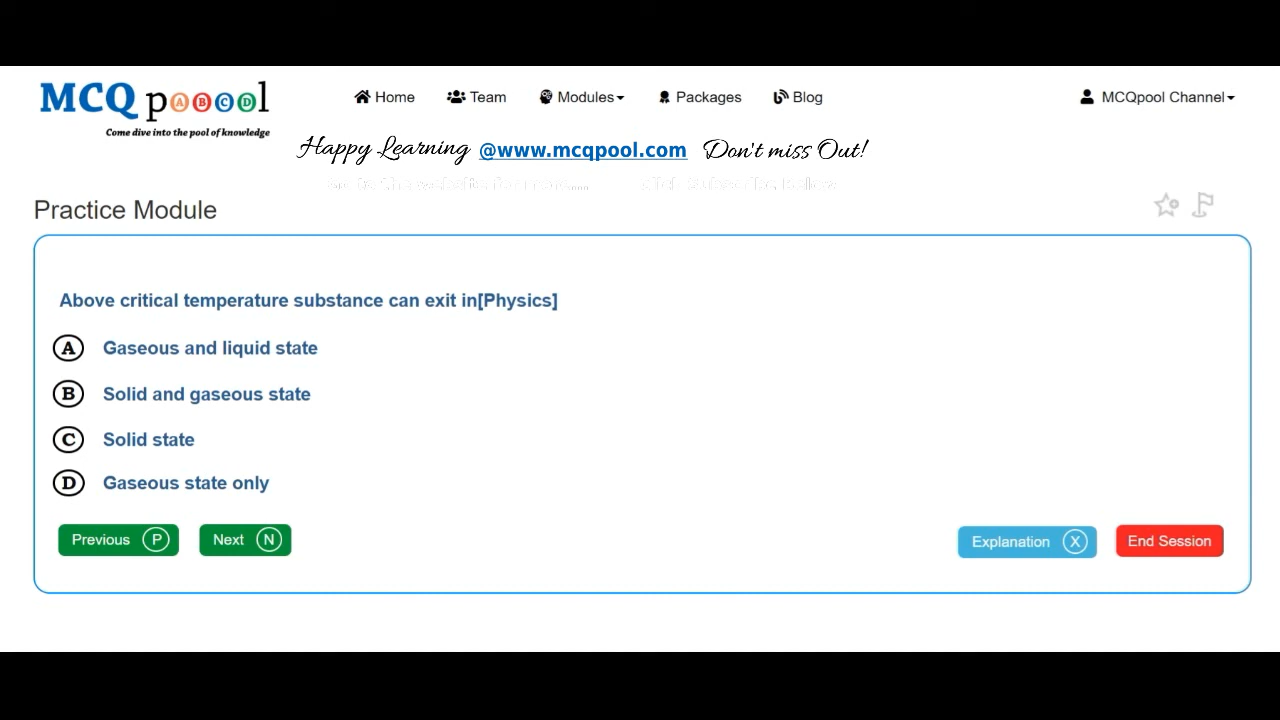 MCQ pooool
Come dive into the pool of knowledge
Home Team Modules Packages Blog MCQpool Channel
Happy Learning @www.mcqpool.com Don't miss Out!
Practice Module
Above critical temperature substance can exit in[Physics]
A Gaseous and liquid state
B Solid and gaseous state
C Solid state
D Gaseous state only
Previous P Next N Explanation X End Session